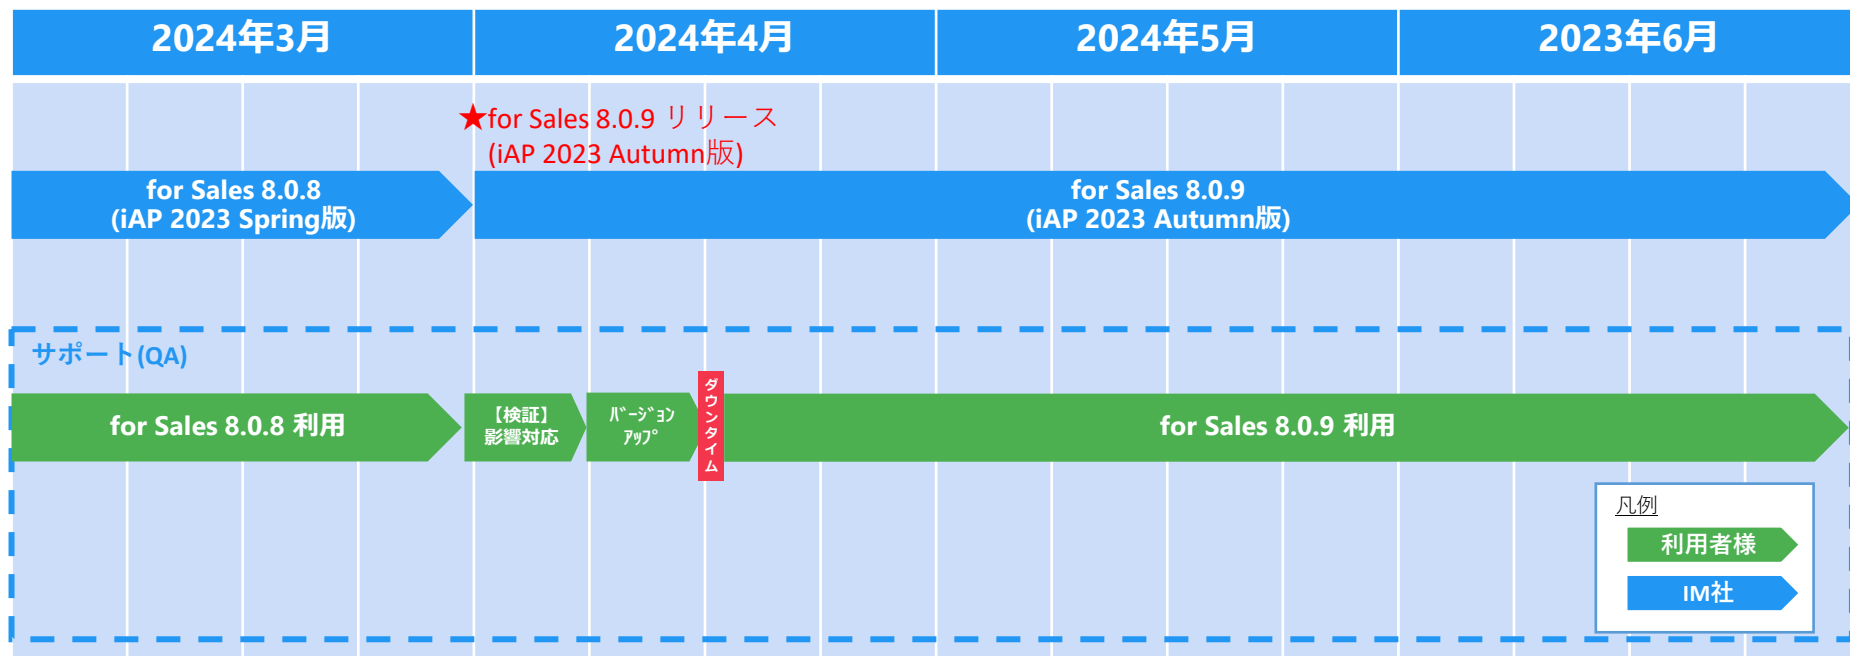 2024年3月
2024年4月
2024年5月
2023年6月
★for Sales 8.0.9 リリース
(iAP 2023 Autumn版)
for Sales 8.0.8
(iAP 2023 Spring版)
for Sales 8.0.9
(iAP 2023 Autumn版)
サポート(QA)
for Sales 8.0.8 利用
【検証】
影響対応
ﾊﾞｰｼﾞｮﾝ
ｱｯﾌﾟ
ダウンタイム
for Sales 8.0.9 利用
凡例
利用者様
IM社